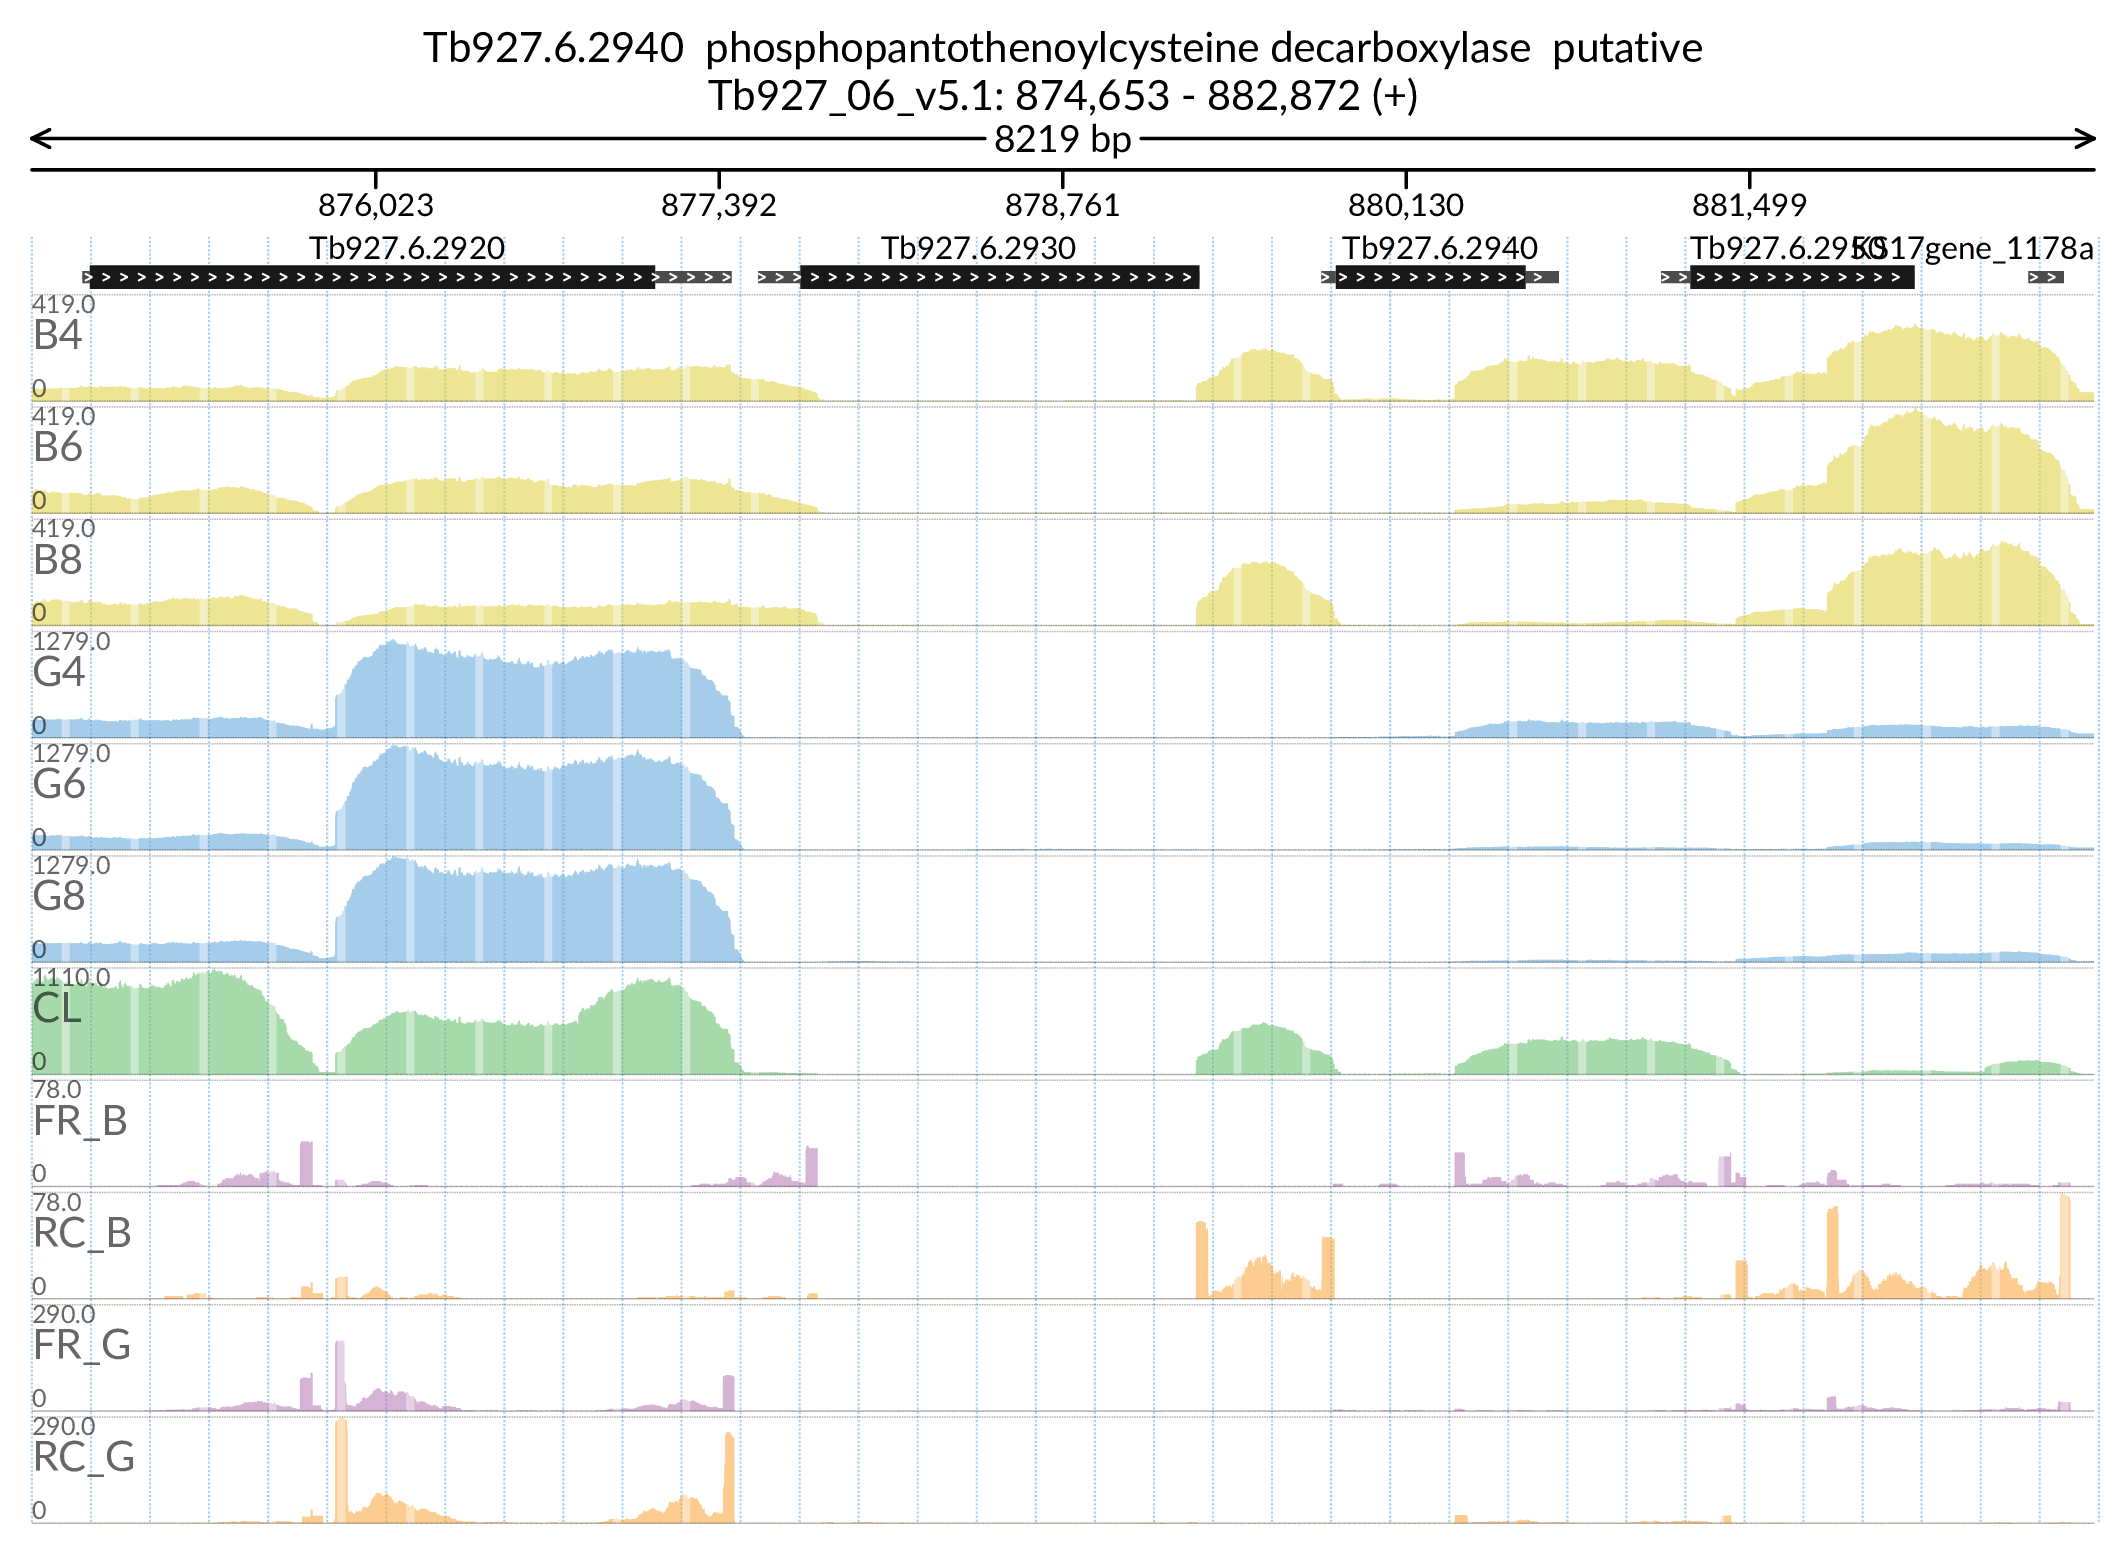 Tb927.6.2940 phosphopantothenoylcysteine decarboxylase putative
Tb927_06_v5.1: 874,653 - 882,872 (+)
8219 bp
876,023 877,392 878,761 880,130 881,499
Tb927.6.2920 Tb927.6.2930 Tb927.6.2940 Tb927.6.2950 KS17gene_1178a
419.0
B4
0
419.0
B6
0
419.0
B8
0
1279.0
G4
0
1279.0
G6
0
1279.0
G8
0
1110.0
CL
0
78.0
FR_B
0
78.0
RC_B
0
290.0
FR_G
0
290.0
RC_G
0